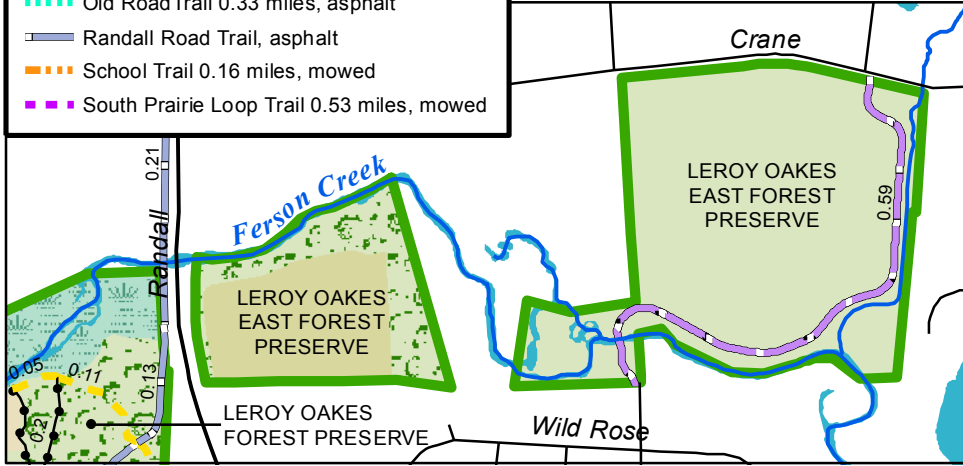 Old Road Trail 0.33 miles, asphalt
Randall Road Trail, asphalt
School Trail 0.16 miles, mowed
South Prairie Loop Trail 0.53 miles, mowed
Crane
0.21
Ferson Creek
LEROY OAKES
EAST FOREST
PRESERVE
0.59
Randall
LEROY OAKES
EAST FOREST
PRESERVE
0.05
0.11
0.13
0.2
LEROY OAKES
FOREST PRESERVE
Wild Rose